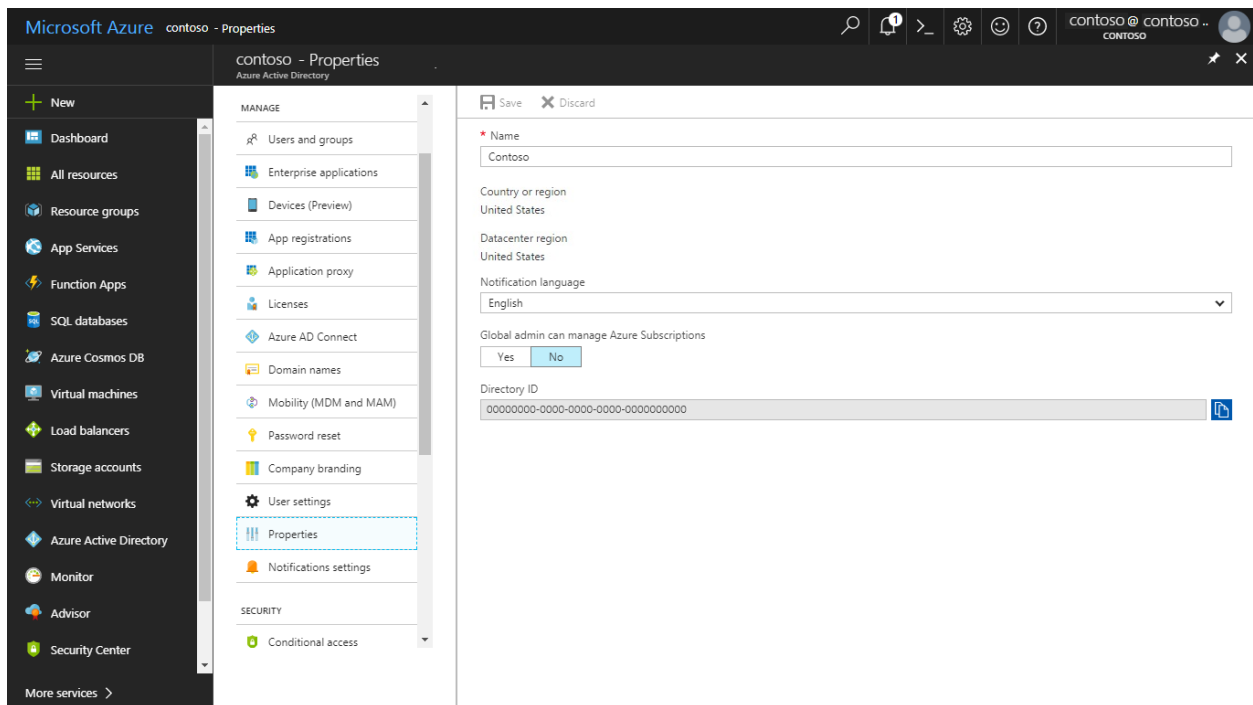 Microsoft Azure contoso - Properties
1
contoso @ contoso ..
CONTOSO
contoso - Properties
Azure Active Directory
New
Dashboard
All resources
Resource groups
App Services
Function Apps
SQL databases
Azure Cosmos DB
Virtual machines
Load balancers
Storage accounts
Virtual networks
Azure Active Directory
Monitor
Advisor
Security Center
More services >
MANAGE
Users and groups
Enterprise applications
Devices (Preview)
App registrations
Application proxy
Licenses
Azure AD Connect
Domain names
Mobility (MDM and MAM)
Password reset
Company branding
User settings
Properties
Notifications settings
SECURITY
Conditional access
Save Discard
* Name
Contoso
Country or region
United States
Datacenter region
United States
Notification language
English
Global admin can manage Azure Subscriptions
Yes No
Directory ID
00000000-0000-0000-0000-0000000000